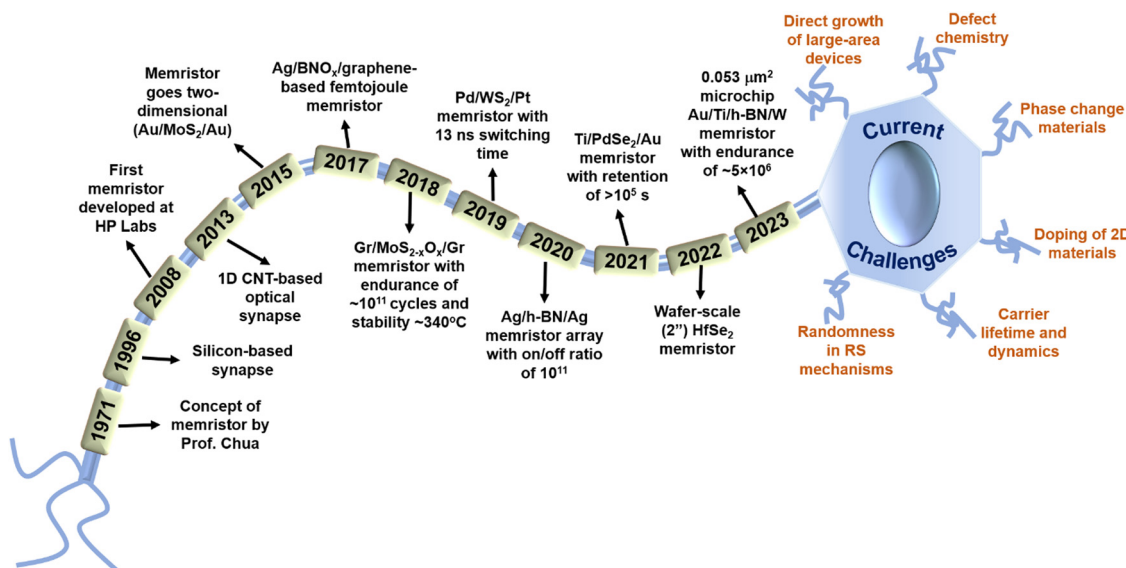 1971
Concept of
memristor by
Prof. Chua
1996
Silicon-based
synapse
First
memristor
developed at
HP Labs
2008
2013
1D CNT-based
optical
synapse
Memristor
goes two-
dimensional
(Au/MoS₂/Au)
2015
Ag/BNOₓ/graphene-
based femtojoule
memristor
2017
2018
Gr/MoS₂₋ₓOₓ/Gr
memristor with
endurance of
~10¹¹ cycles and
stability ~340°C
Pd/WS₂/Pt
memristor with
13 ns switching
time
2019
2020
Ag/h-BN/Ag
memristor array
with on/off ratio
of 10¹¹
Ti/PdSe₂/Au
memristor
with retention
of >10⁵ s
2021
2022
Wafer-scale
(2”) HfSe₂
memristor
0.053 μm²
microchip
Au/Ti/h-BN/W
memristor
with endurance
of ~5×10⁶
2023
Current
Challenges
Direct growth
of large-area
devices
Defect
chemistry
Phase change
materials
Doping of 2D
materials
Carrier
lifetime and
dynamics
Randomness
in RS
mechanisms